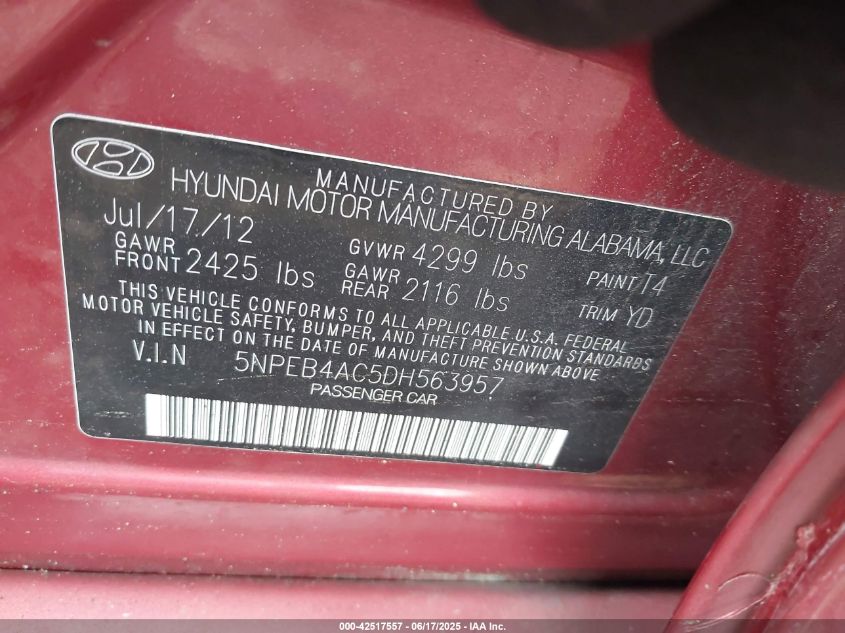 MANUFACTURED BY
HYUNDAI MOTOR MANUFACTURING ALABAMA, LLC
Jul/17/12
GVWR 4299 lbs
PAINT T4
GAWR FRONT 2425 lbs
GAWR REAR 2116 lbs
TRIM YD
THIS VEHICLE CONFORMS TO ALL APPLICABLE U.S.A. FEDERAL
MOTOR VEHICLE SAFETY, BUMPER, AND THEFT PREVENTION STANDARDS
IN EFFECT ON THE DATE OF MANUFACTURE SHOWN ABOVE
V.I.N 5NPEB4AC5DH563957
PASSENGER CAR
000-42517557 - 06/17/2025 - IAA Inc.